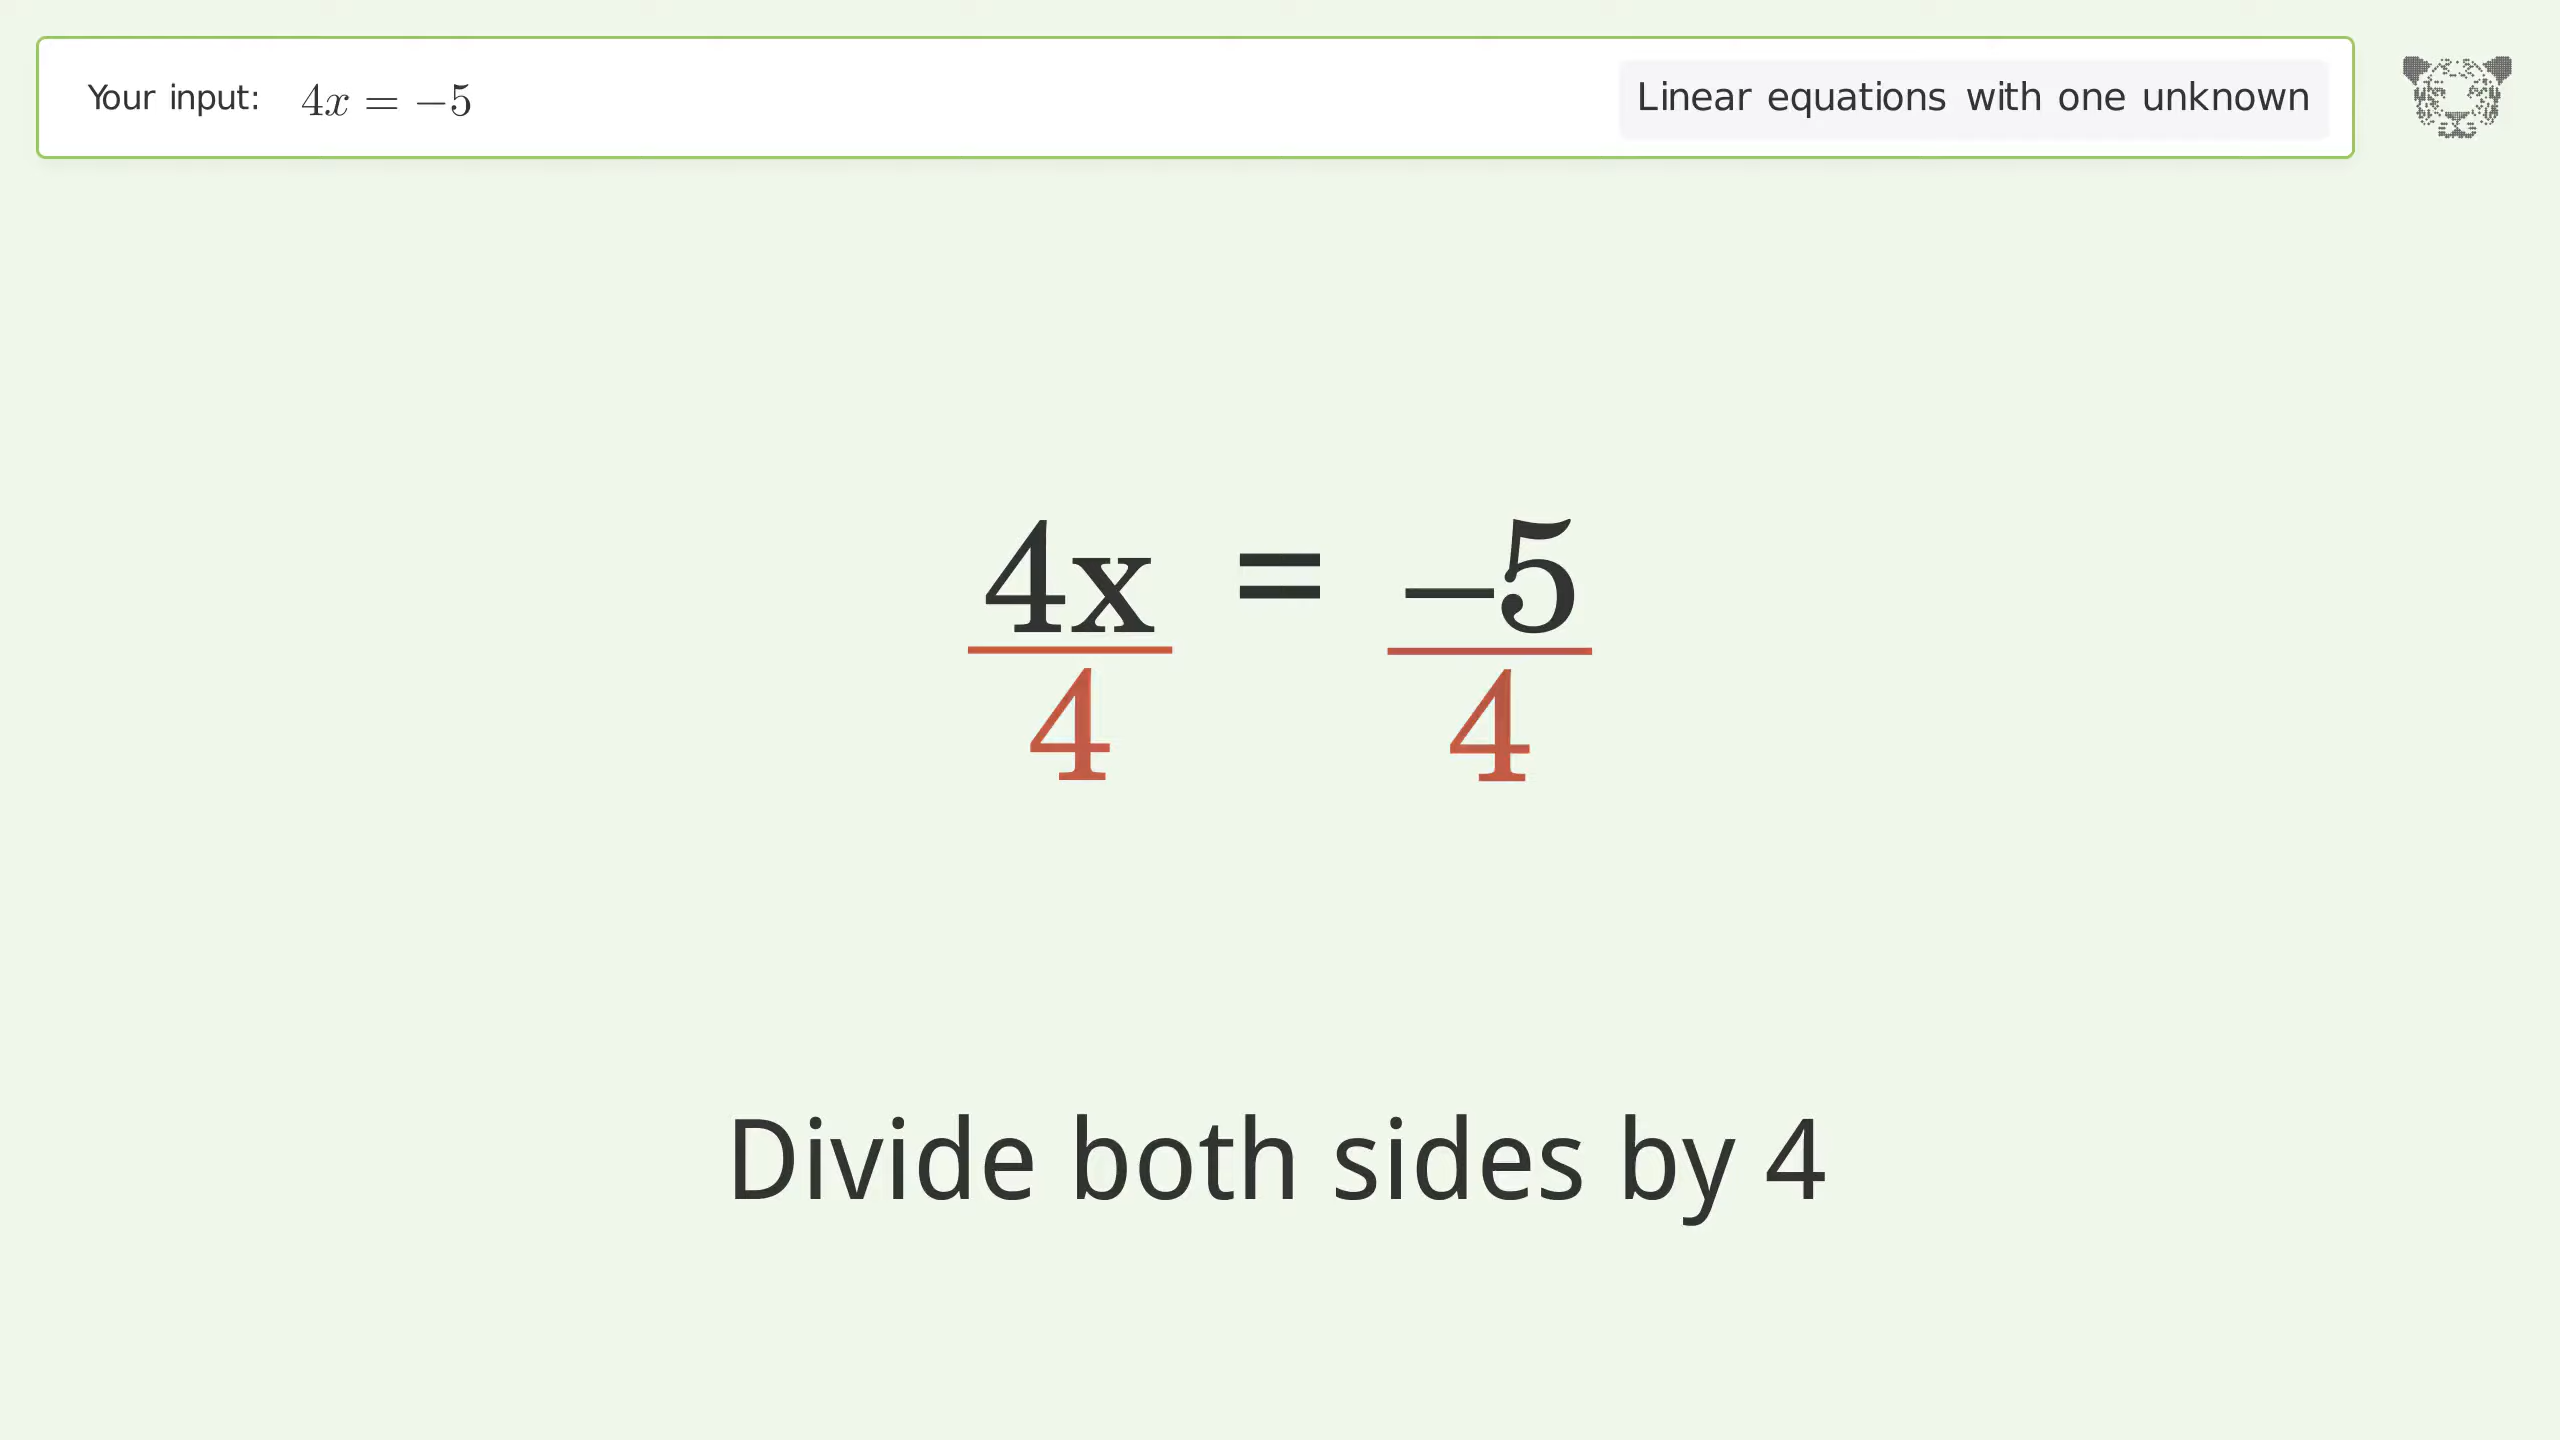 Your input: 4x = −5
Linear equations with one unknown
4x/4 = −5/4
Divide both sides by 4